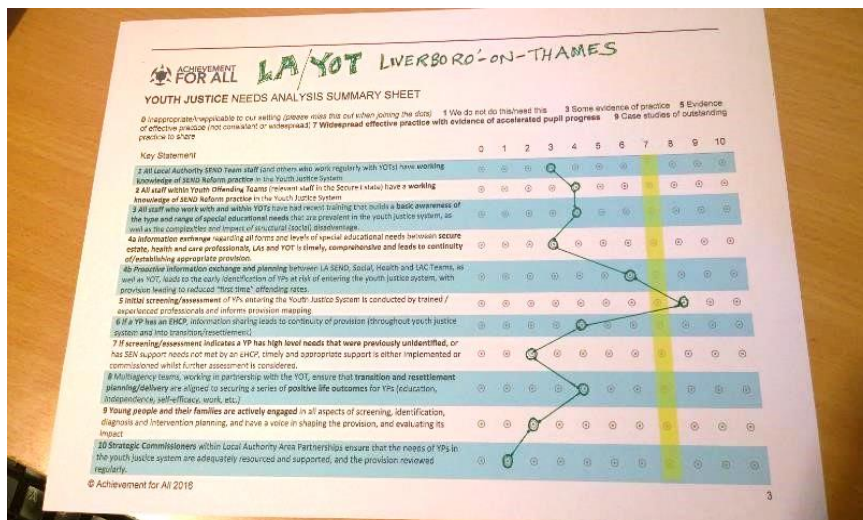 ACHIEVEMENT
FOR ALL
LA/YOT LIVERBORO'-ON-THAMES
YOUTH JUSTICE NEEDS ANALYSIS SUMMARY SHEET
0 Inappropriate/inapplicable to our setting (please miss this out when joining the dots) 1 We do not do this/need this 3 Some evidence of practice 5 Evidence
of effective practice (not consistent or widespread) 7 Widespread effective practice with evidence of accelerated pupil progress 9 Case studies of outstanding
practice to share
Key Statement 0 1 2 3 4 5 6 7 8 9 10
1 All Local Authority SEND Team staff (and others who work regularly with YOTs) have working
knowledge of SEND Reform practice in the Youth Justice System
2 All staff within Youth Offending Teams (relevant staff in the Secure Estate) have a working
knowledge of SEND Reform practice in the Youth Justice System
3 All staff who work with and within YOTs have had recent training that builds a basic awareness of
the type and range of special educational needs that are prevalent in the youth justice system, as
well as the complexities and impact of structural (social) disadvantage.
4a Information exchange regarding all forms and levels of special educational needs between secure
estate, health and care professionals, LAs and YOT is timely, comprehensive and leads to continuity
of/establishing appropriate provision.
4b Proactive information exchange and planning between LA SEND, Social, Health and LAC Teams, as
well as YOT, leads to the early identification of YPs at risk of entering the youth justice system, with
provision leading to reduced "first time" offending rates.
5 Initial screening/assessment of YPs entering the Youth Justice System is conducted by trained /
experienced professionals and informs provision mapping
6 If a YP has an EHCP, information sharing leads to continuity of provision (throughout youth justice
system and into transition/resettlement)
7 If screening/assessment indicates a YP has high level needs that were previously unidentified, or
has SEN support needs not met by an EHCP, timely and appropriate support is either implemented or
commissioned whilst further assessment is considered.
8 Multiagency teams, working in partnership with the YOT, ensure that transition and resettlement
planning/delivery are aligned to securing a series of positive life outcomes for YPs (education,
independence, self-efficacy, work, etc.)
9 Young people and their families are actively engaged in all aspects of screening, identification,
diagnosis and intervention planning, and have a voice in shaping the provision, and evaluating its
impact
10 Strategic Commissioners within Local Authority Area Partnerships ensure that the needs of YPs in
the youth justice system are adequately resourced and supported, and the provision reviewed
regularly.
© Achievement for All 2016
3